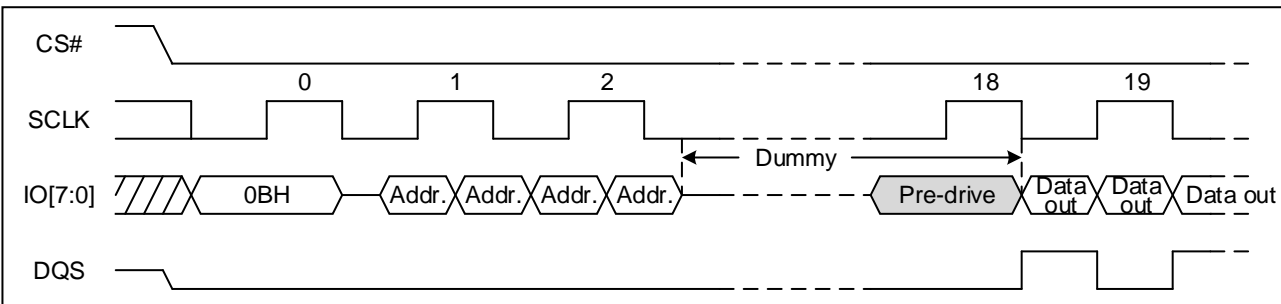 CS#
0 1 2 18 19
SCLK
Dummy
IO[7:0] 0BH Addr. Addr. Addr. Addr. Pre-drive Data out Data out Data out
DQS